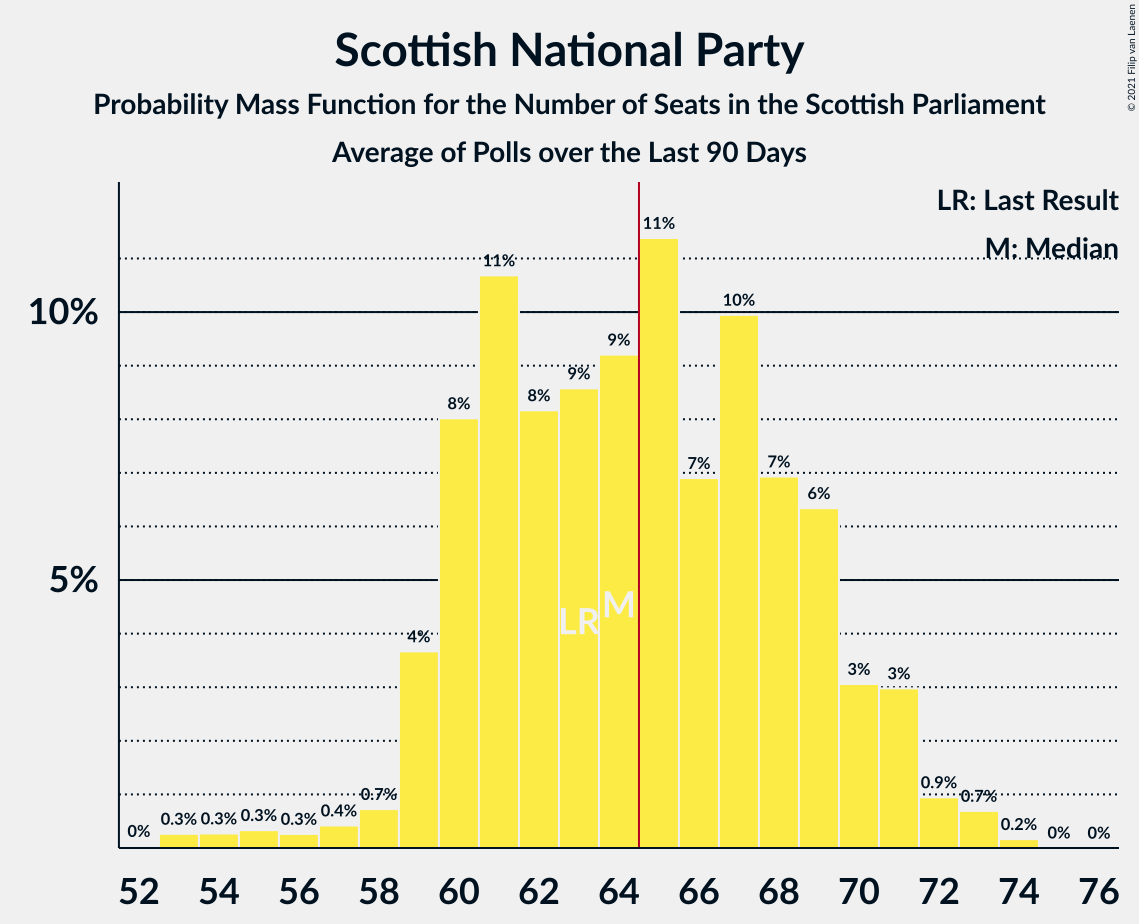 Scottish National Party
Probability Mass Function for the Number of Seats in the Scottish Parliament
Average of Polls over the Last 90 Days
© 2021 Filip van Laenen
LR: Last Result
M: Median
10%
5%
0% 0.3% 0.3% 0.3% 0.3% 0.4% 0.7% 4% 8% 11% 8% 9% 9% 11% 7% 10% 7% 6% 3% 3% 0.9% 0.7% 0.2% 0% 0%
LR M
52 54 56 58 60 62 64 66 68 70 72 74 76